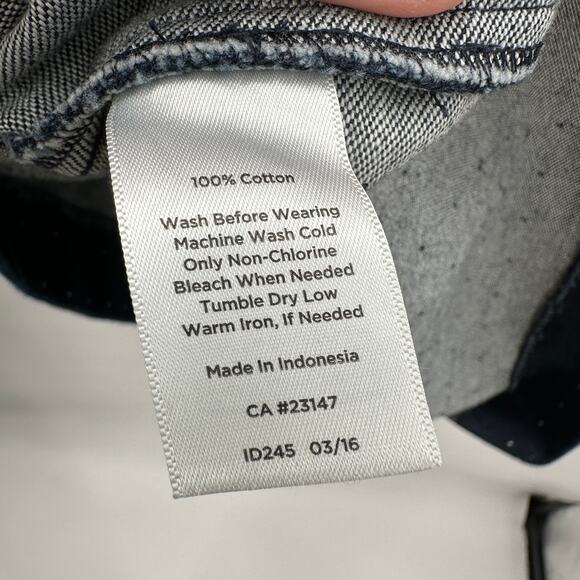 100% Cotton
Wash Before Wearing
Machine Wash Cold
Only Non-Chlorine
Bleach When Needed
Tumble Dry Low
Warm Iron, If Needed
Made In Indonesia
CA #23147
ID245 03/16